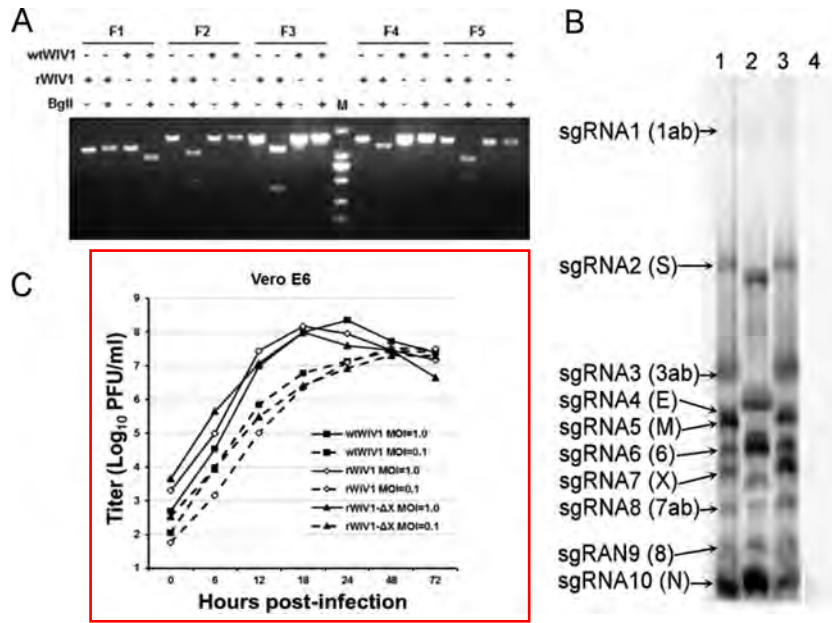 A
F1 F2 F3 F4 F5
wtWIV1 - - + + - - + + - - + + - - + + - - + +
rWIV1 + + - - + + - - + + - - + + - - + + - -
BglI - + - + - + - + - + - + M - + - + - + - +
B
1 2 3 4
sgRNA1 (1ab)
sgRNA2 (S)
sgRNA3 (3ab)
sgRNA4 (E)
sgRNA5 (M)
sgRNA6 (6)
sgRNA7 (X)
sgRNA8 (7ab)
sgRAN9 (8)
sgRNA10 (N)
C
Vero E6
Titer (Log10 PFU/ml)
9
8
7
6
5
4
3
2
1
wtWIV1 MOI=1.0
wtWIV1 MOI=0.1
rWIV1 MOI=1.0
rWIV1 MOI=0.1
rWIV1-ΔX MOI=1.0
rWIV1-ΔX MOI=0.1
0 6 12 18 24 48 72
Hours post-infection